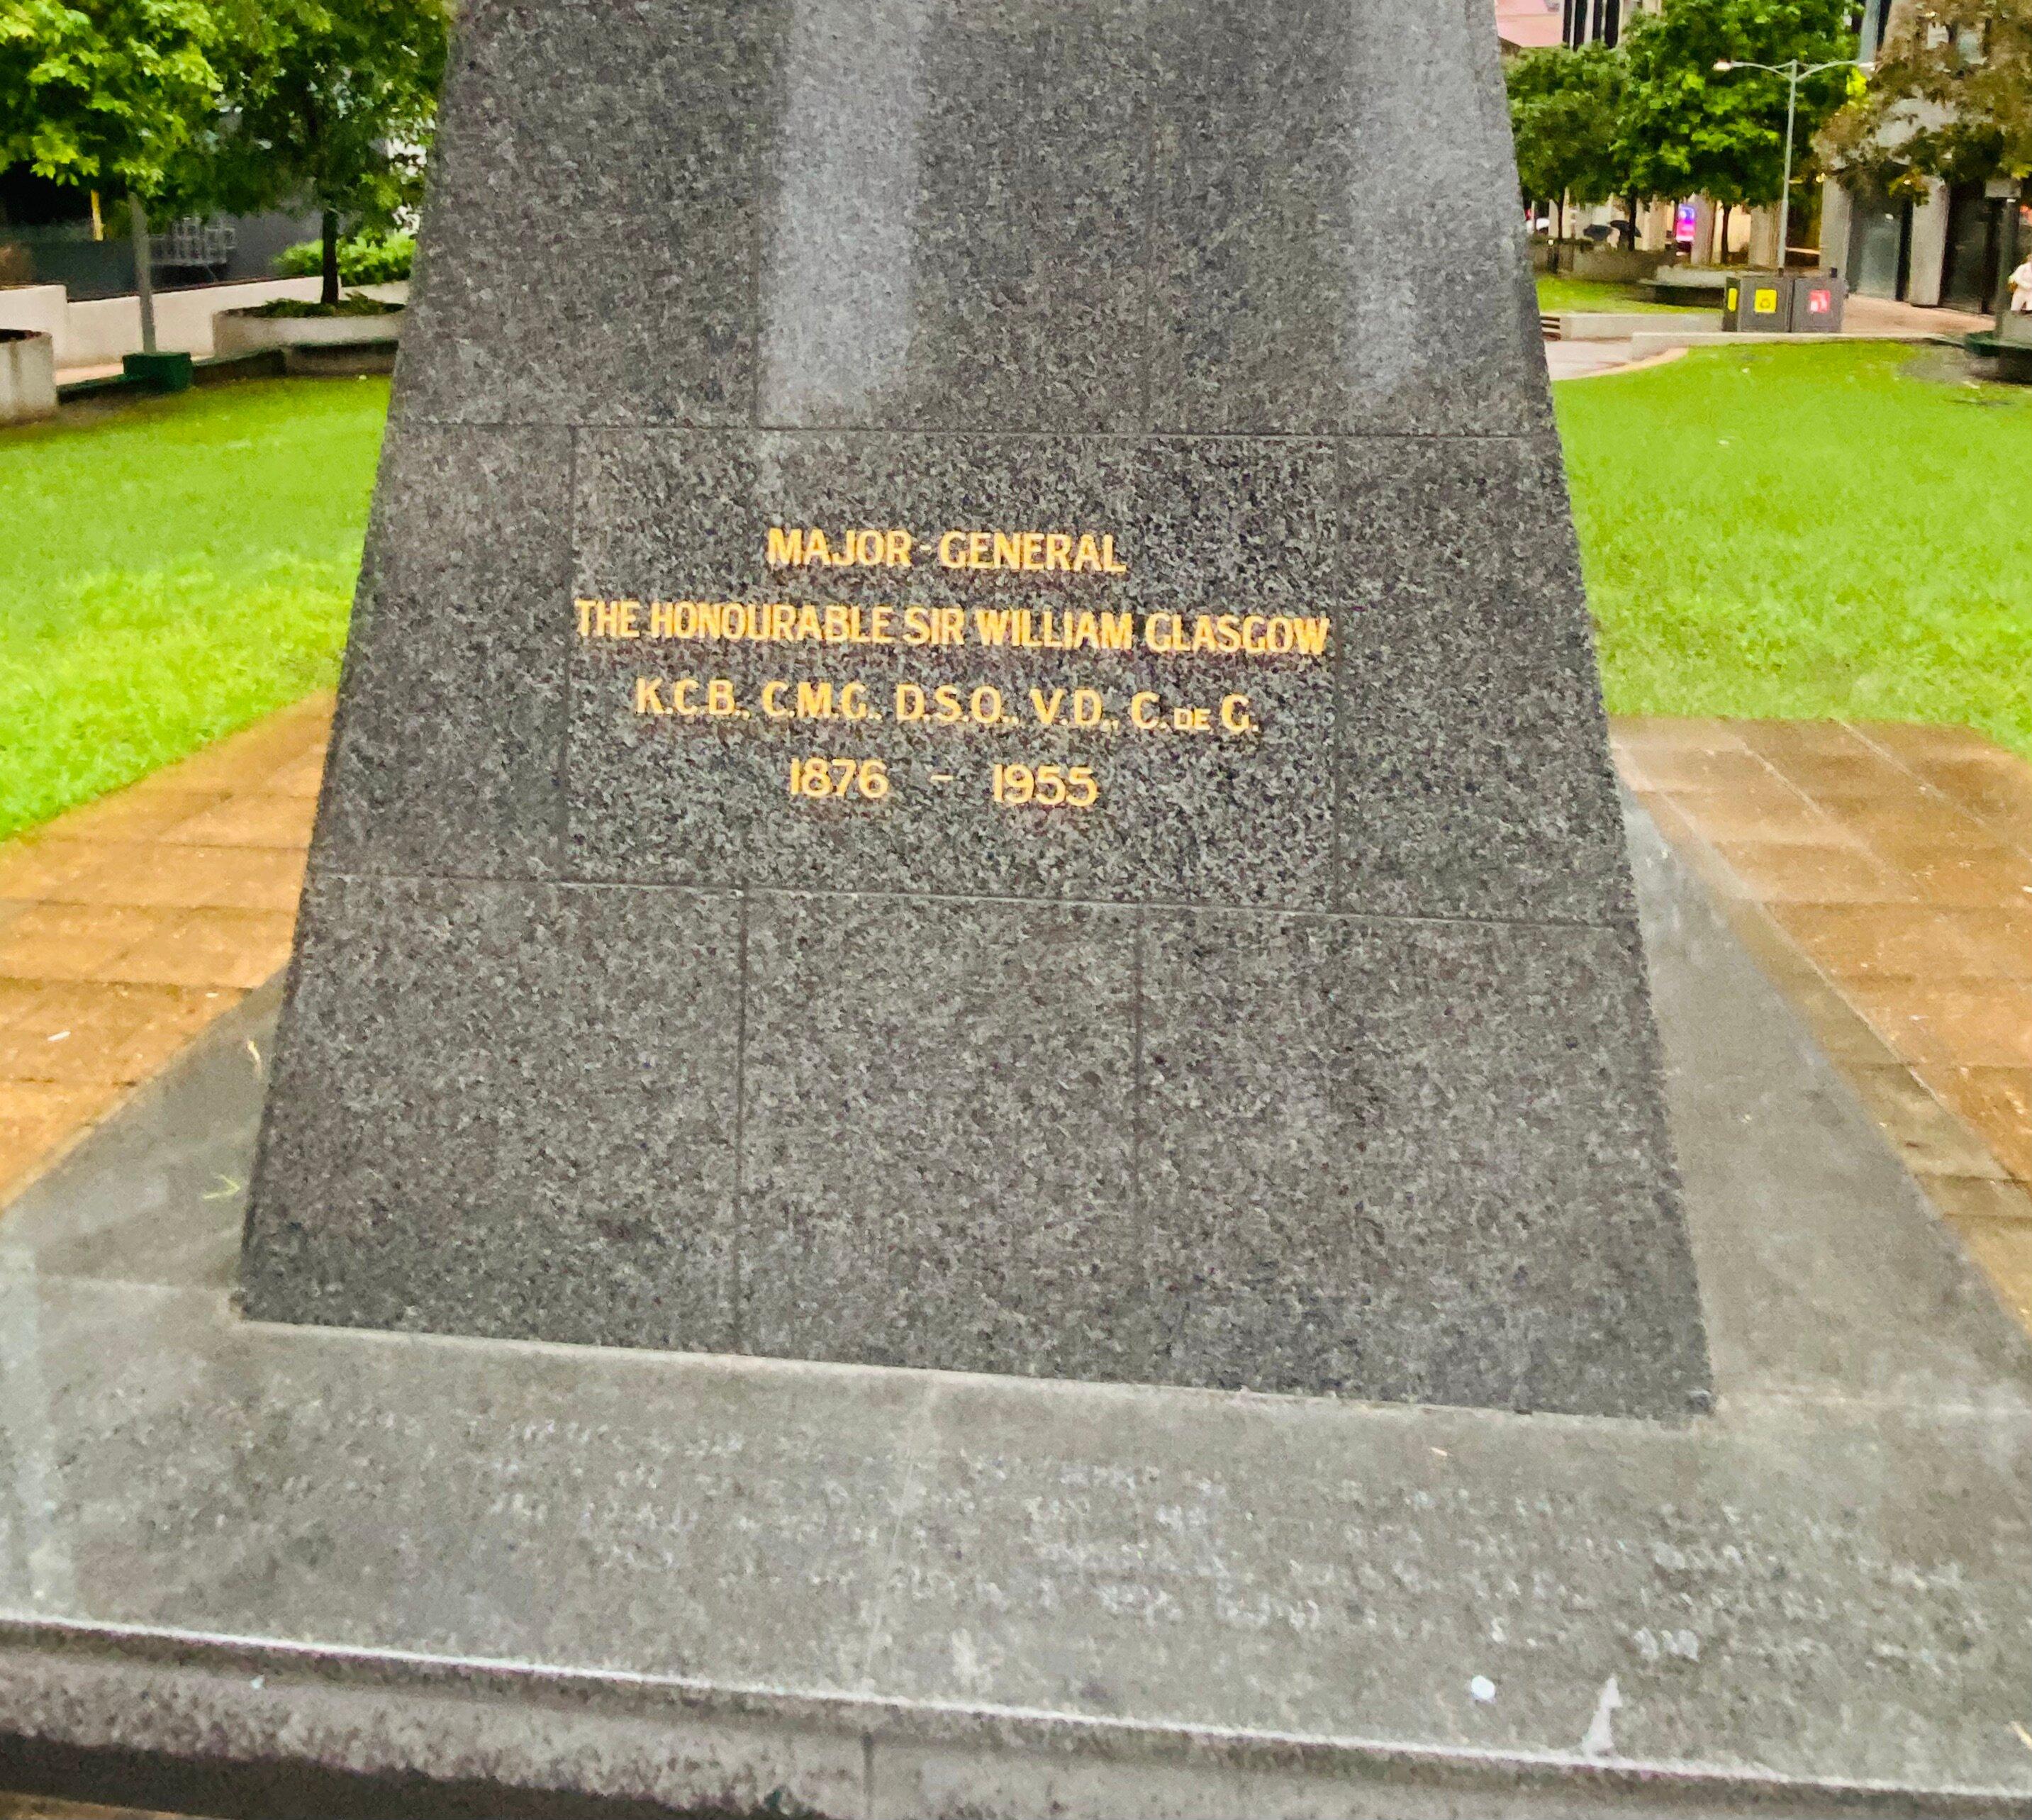 MAJOR-GENERAL
THE HONOURABLE SIR WILLIAM GLASGOW
K.C.B., C.M.G., D.S.O., V.D., C. DE G.
1876 - 1955